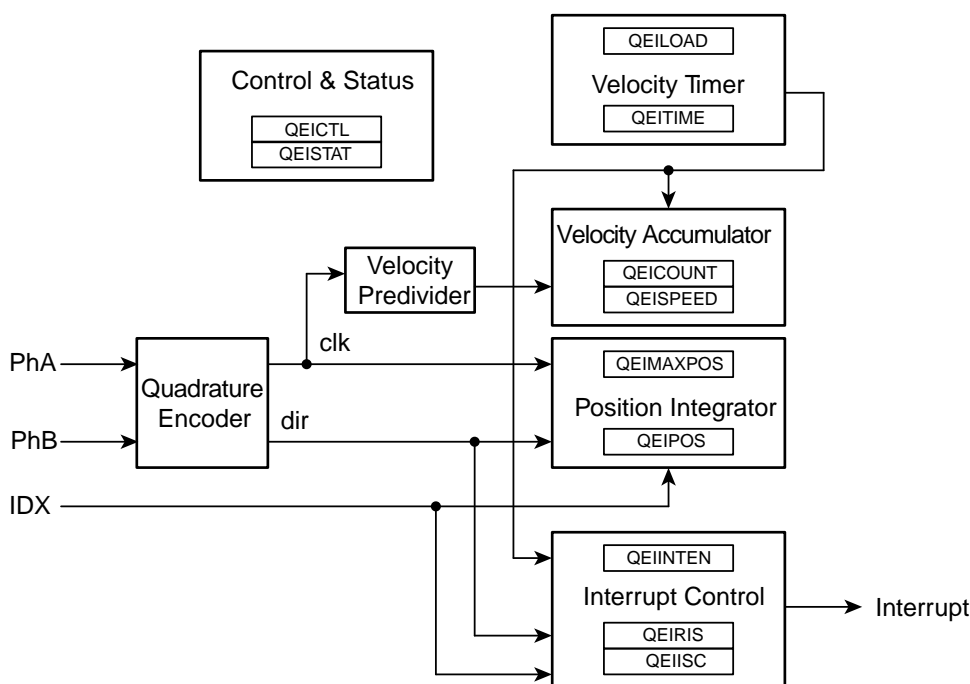 QEILOAD
Velocity Timer
QEITIME
Control & Status
QEICTL
QEISTAT
Velocity Accumulator
QEICOUNT
QEISPEED
Velocity
Predivider
clk
PhA
Quadrature
Encoder
PhB
dir
IDX
QEIMAXPOS
Position Integrator
QEIPOS
QEIINTEN
Interrupt Control
QEIRIS
QEIISC
Interrupt